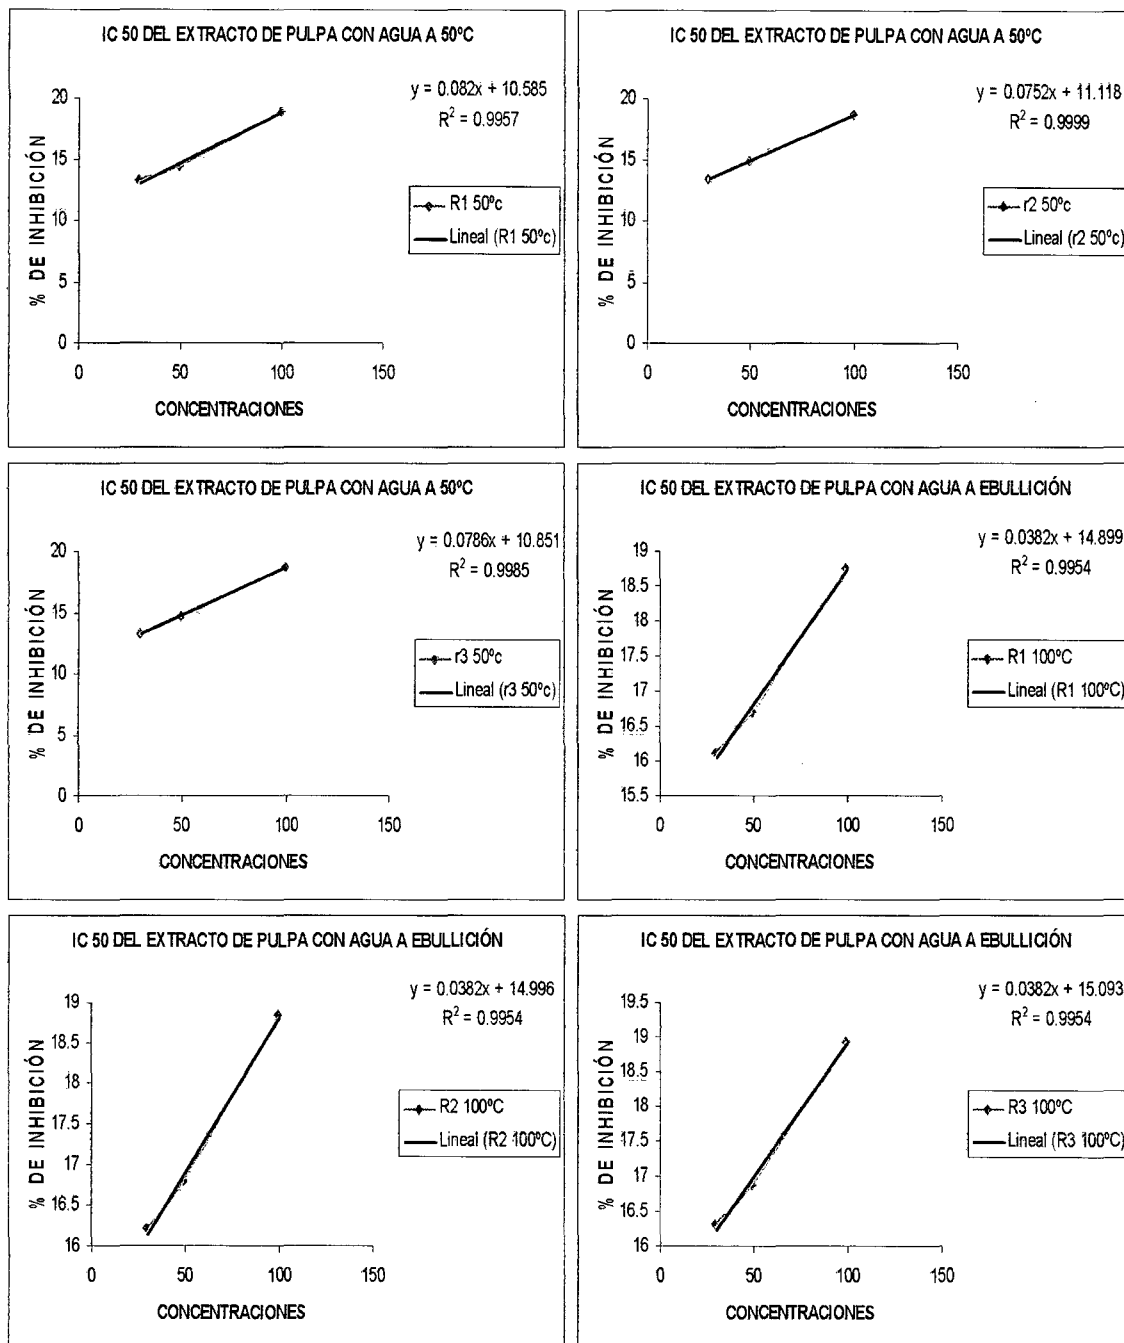 IC 50 DEL EXTRACTO DE PULPA CON AGUA A 50ºC
y = 0.082x + 10.585
R² = 0.9957
% DE INHIBICIÓN
20
15
10
5
0
0 50 100 150
CONCENTRACIONES
R1 50ºc
Lineal (R1 50ºc)
IC 50 DEL EXTRACTO DE PULPA CON AGUA A 50ºC
y = 0.0752x + 11.118
R² = 0.9999
% DE INHIBICIÓN
20
15
10
5
0
0 50 100 150
CONCENTRACIONES
r2 50ºc
Lineal (r2 50ºc)
IC 50 DEL EXTRACTO DE PULPA CON AGUA A 50ºC
y = 0.0786x + 10.851
R² = 0.9985
% DE INHIBICIÓN
20
15
10
5
0
0 50 100 150
CONCENTRACIONES
r3 50ºc
Lineal (r3 50ºc)
IC 50 DEL EXTRACTO DE PULPA CON AGUA A EBULLICIÓN
y = 0.0382x + 14.899
R² = 0.9954
% DE INHIBICIÓN
19
18.5
18
17.5
17
16.5
16
15.5
0 50 100 150
CONCENTRACIONES
R1 100ºC
Lineal (R1 100ºC)
IC 50 DEL EXTRACTO DE PULPA CON AGUA A EBULLICIÓN
y = 0.0382x + 14.996
R² = 0.9954
% DE INHIBICIÓN
19
18.5
18
17.5
17
16.5
16
0 50 100 150
CONCENTRACIONES
R2 100ºC
Lineal (R2 100ºC)
IC 50 DEL EXTRACTO DE PULPA CON AGUA A EBULLICIÓN
y = 0.0382x + 15.093
R² = 0.9954
% DE INHIBICIÓN
19.5
19
18.5
18
17.5
17
16.5
16
0 50 100 150
CONCENTRACIONES
R3 100ºC
Lineal (R3 100ºC)